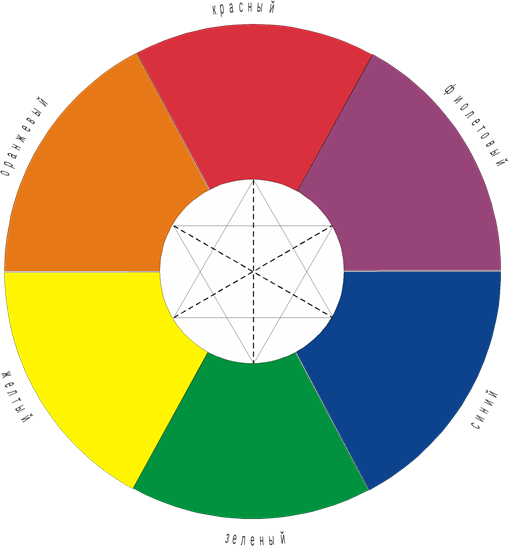 красный
фиолетовый
синий
зеленый
желтый
оранжевый